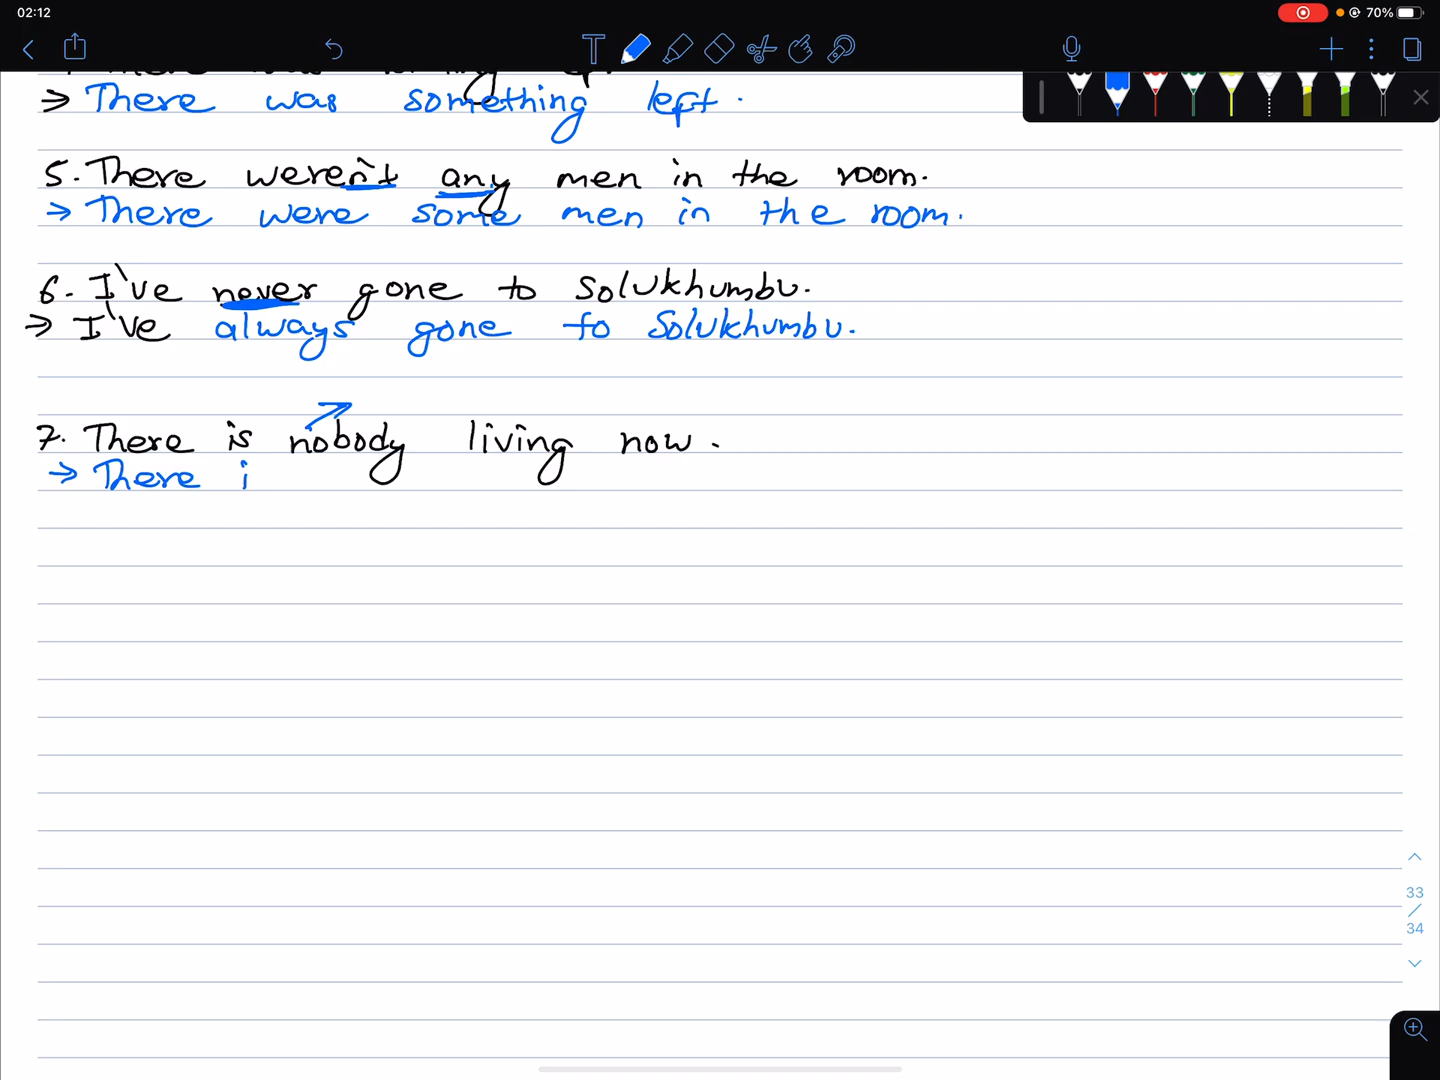 02:12
70%
→ There was something left.
5. There weren't any men in the room.
→ There were some men in the room.
6. I've never gone to Solukhumbu.
→ I've always gone to Solukhumbu.
7. There is nobody living now.
→ There i
33
/
34